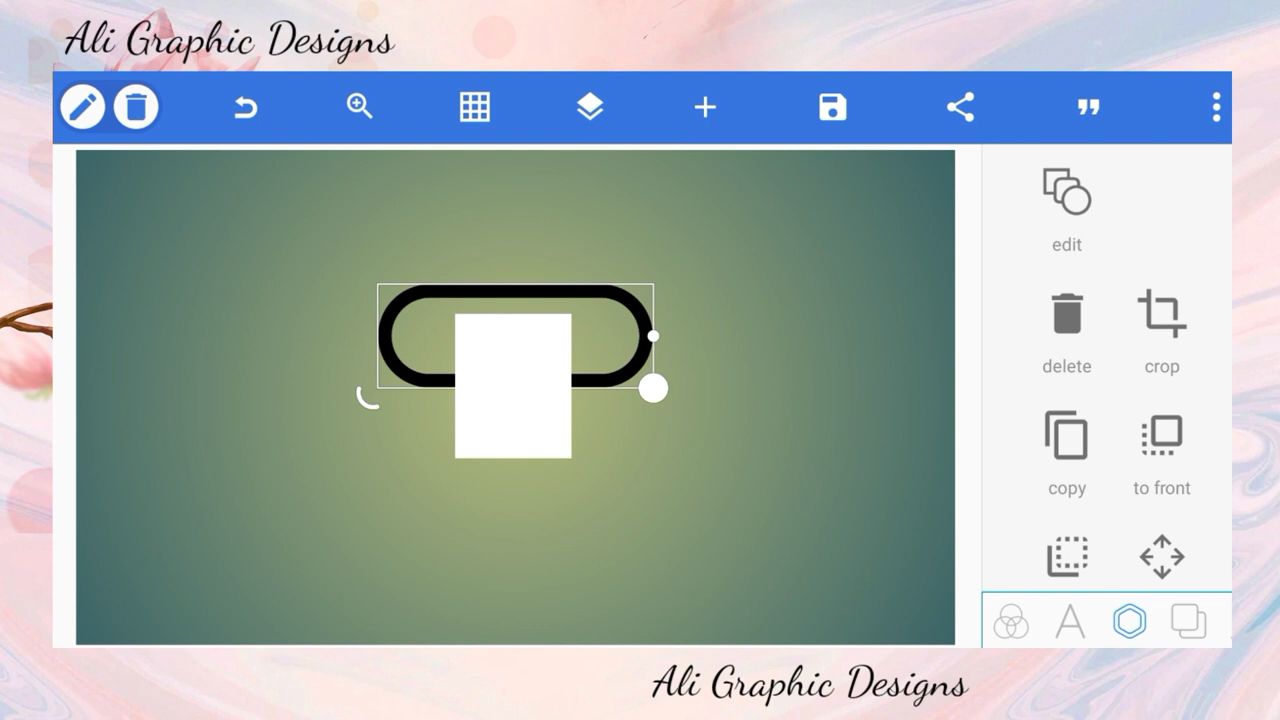 Ali Graphic Designs
edit
delete crop
copy to front
Ali Graphic Designs